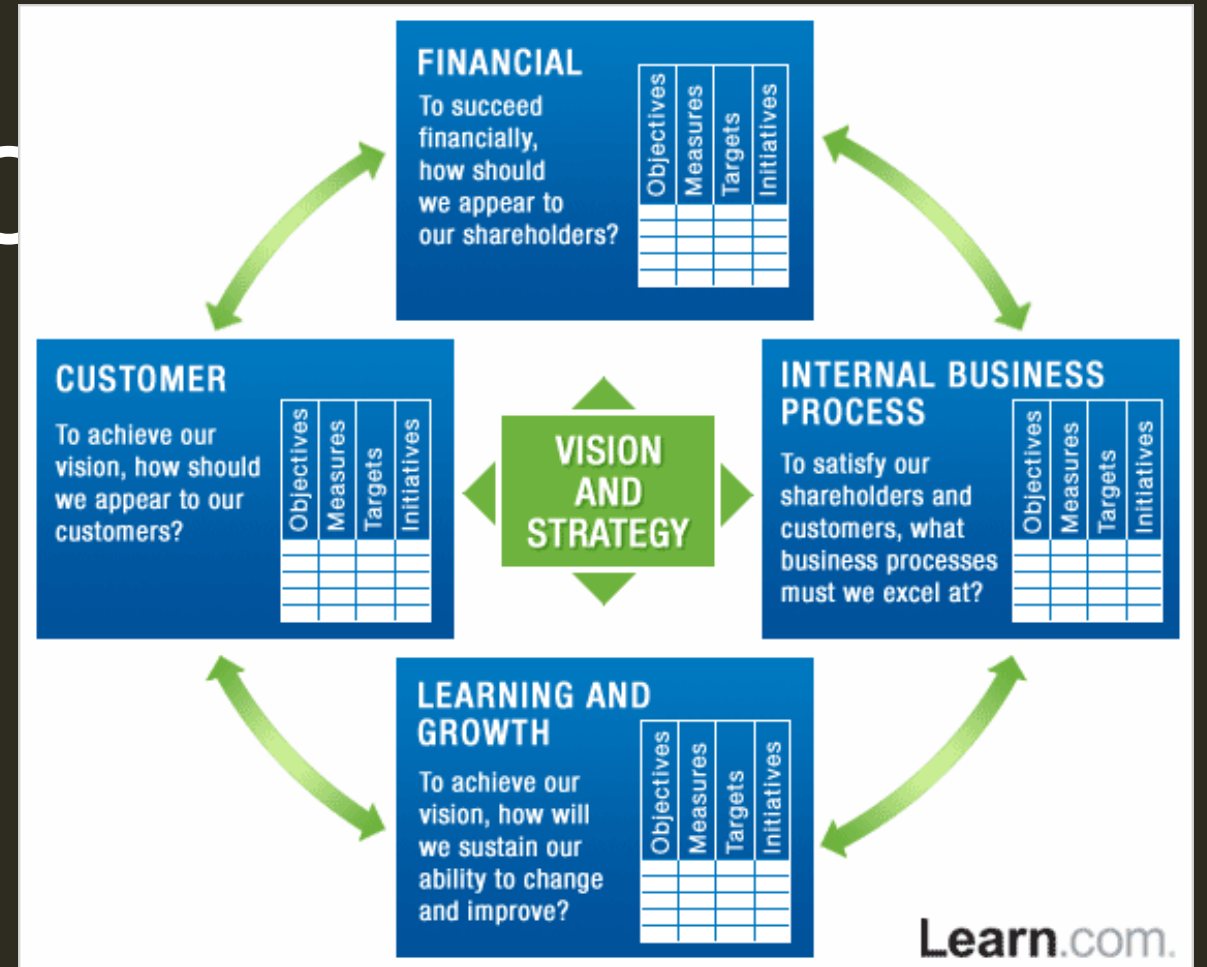 FINANCIAL
To succeed
financially,
how should
we appear to
our shareholders?
Objectives
Measures
Targets
Initiatives
CUSTOMER
To achieve our
vision, how should
we appear to our
customers?
Objectives
Measures
Targets
Initiatives
VISION
AND
STRATEGY
INTERNAL BUSINESS
PROCESS
To satisfy our
shareholders and
customers, what
business processes
must we excel at?
Objectives
Measures
Targets
Initiatives
LEARNING AND
GROWTH
To achieve our
vision, how will
we sustain our
ability to change
and improve?
Objectives
Measures
Targets
Initiatives
Learn.com.